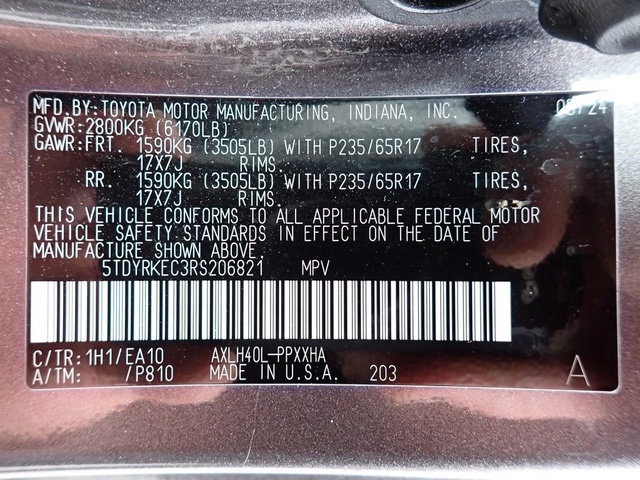 MFD.BY:TOYOTA MOTOR MANUFACTURING, INDIANA, INC. 08/24
GVWR:2800KG (6170LB)
GAWR:FRT. 1590KG (3505LB) WITH P235/65R17 TIRES,
17X7J RIMS.
RR. 1590KG (3505LB) WITH P235/65R17 TIRES,
17X7J RIMS.
THIS VEHICLE CONFORMS TO ALL APPLICABLE FEDERAL MOTOR
VEHICLE SAFETY STANDARDS IN EFFECT ON THE DATE OF
MANUFACTURE SHOWN ABOVE.
5TDYRKEC3RS206821 MPV
C/TR:1H1/EA10 AXLH40L-PPXXHA
A/TM: /P810 MADE IN U.S.A. 203 A